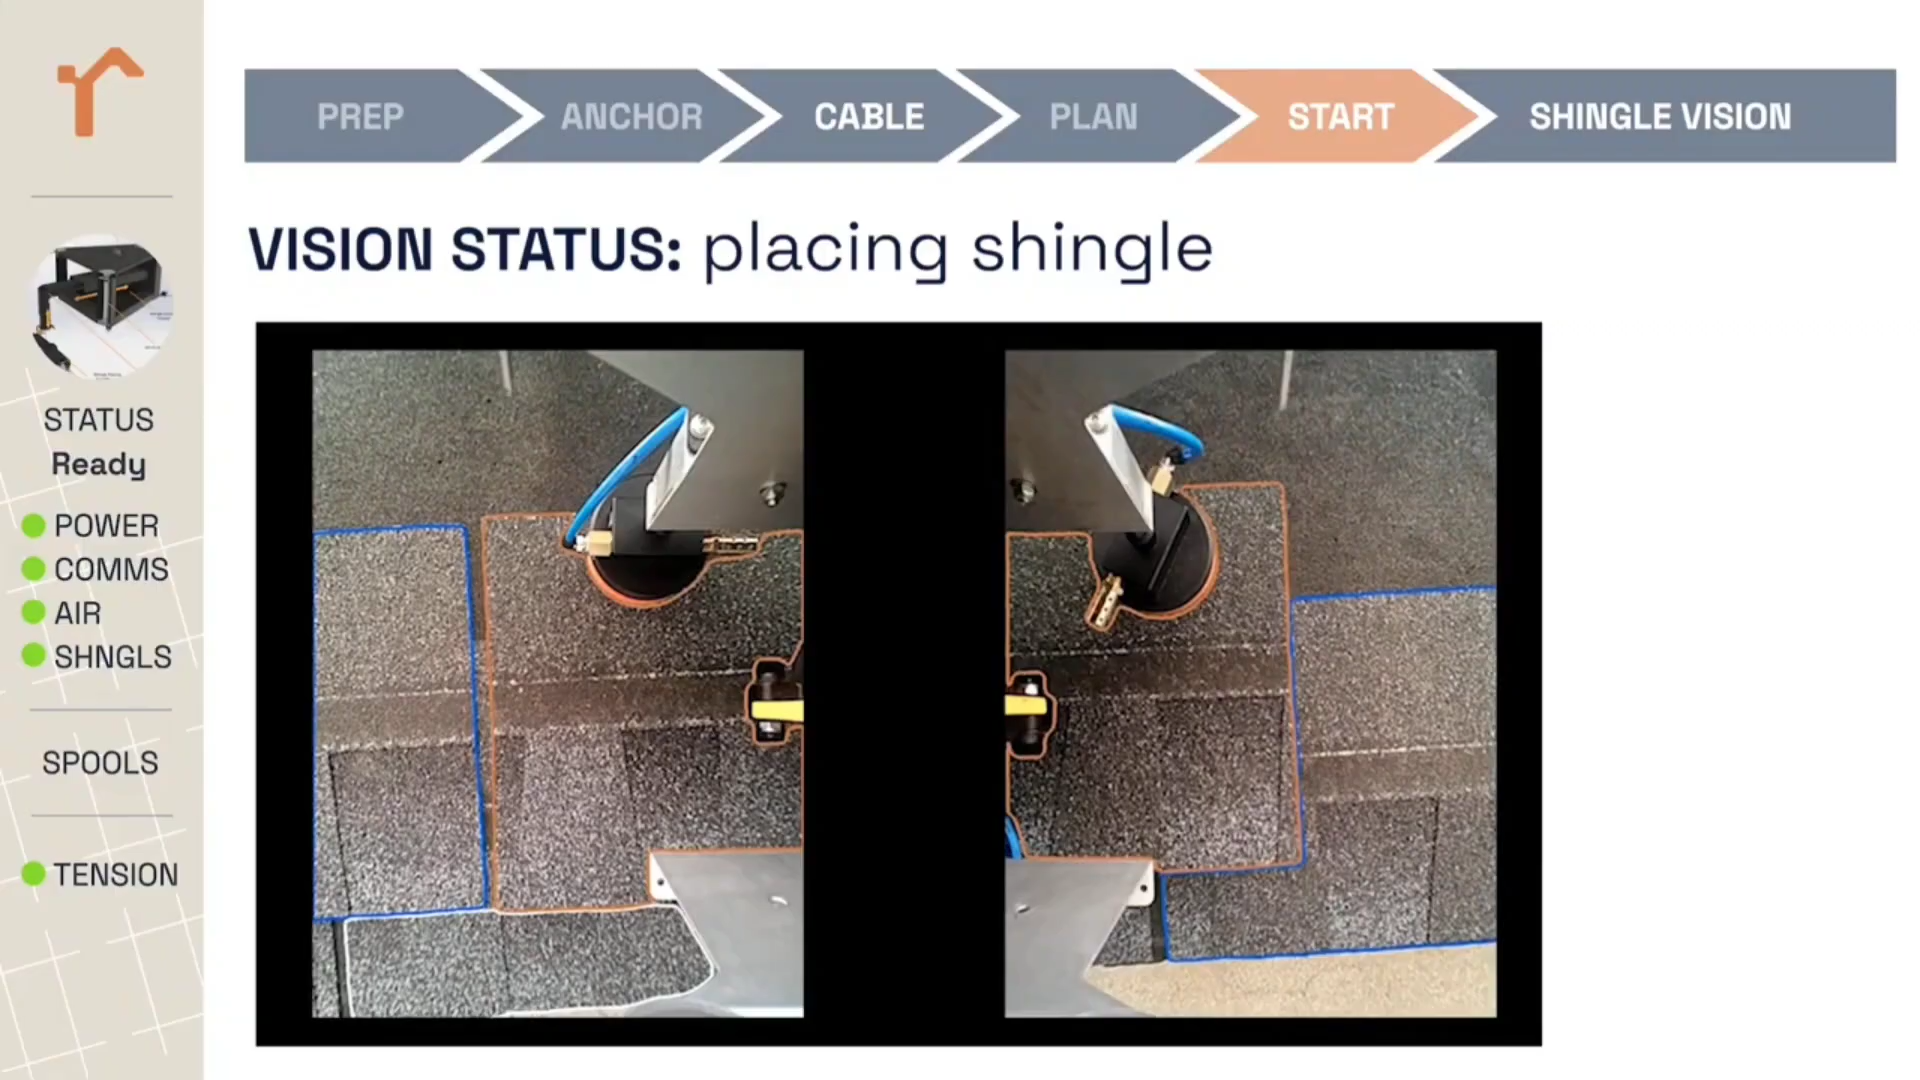 PREP
ANCHOR
CABLE
PLAN
START
SHINGLE VISION
VISION STATUS: placing shingle
STATUS
Ready
POWER
COMMS
AIR
SHNGLS
SPOOLS
TENSION